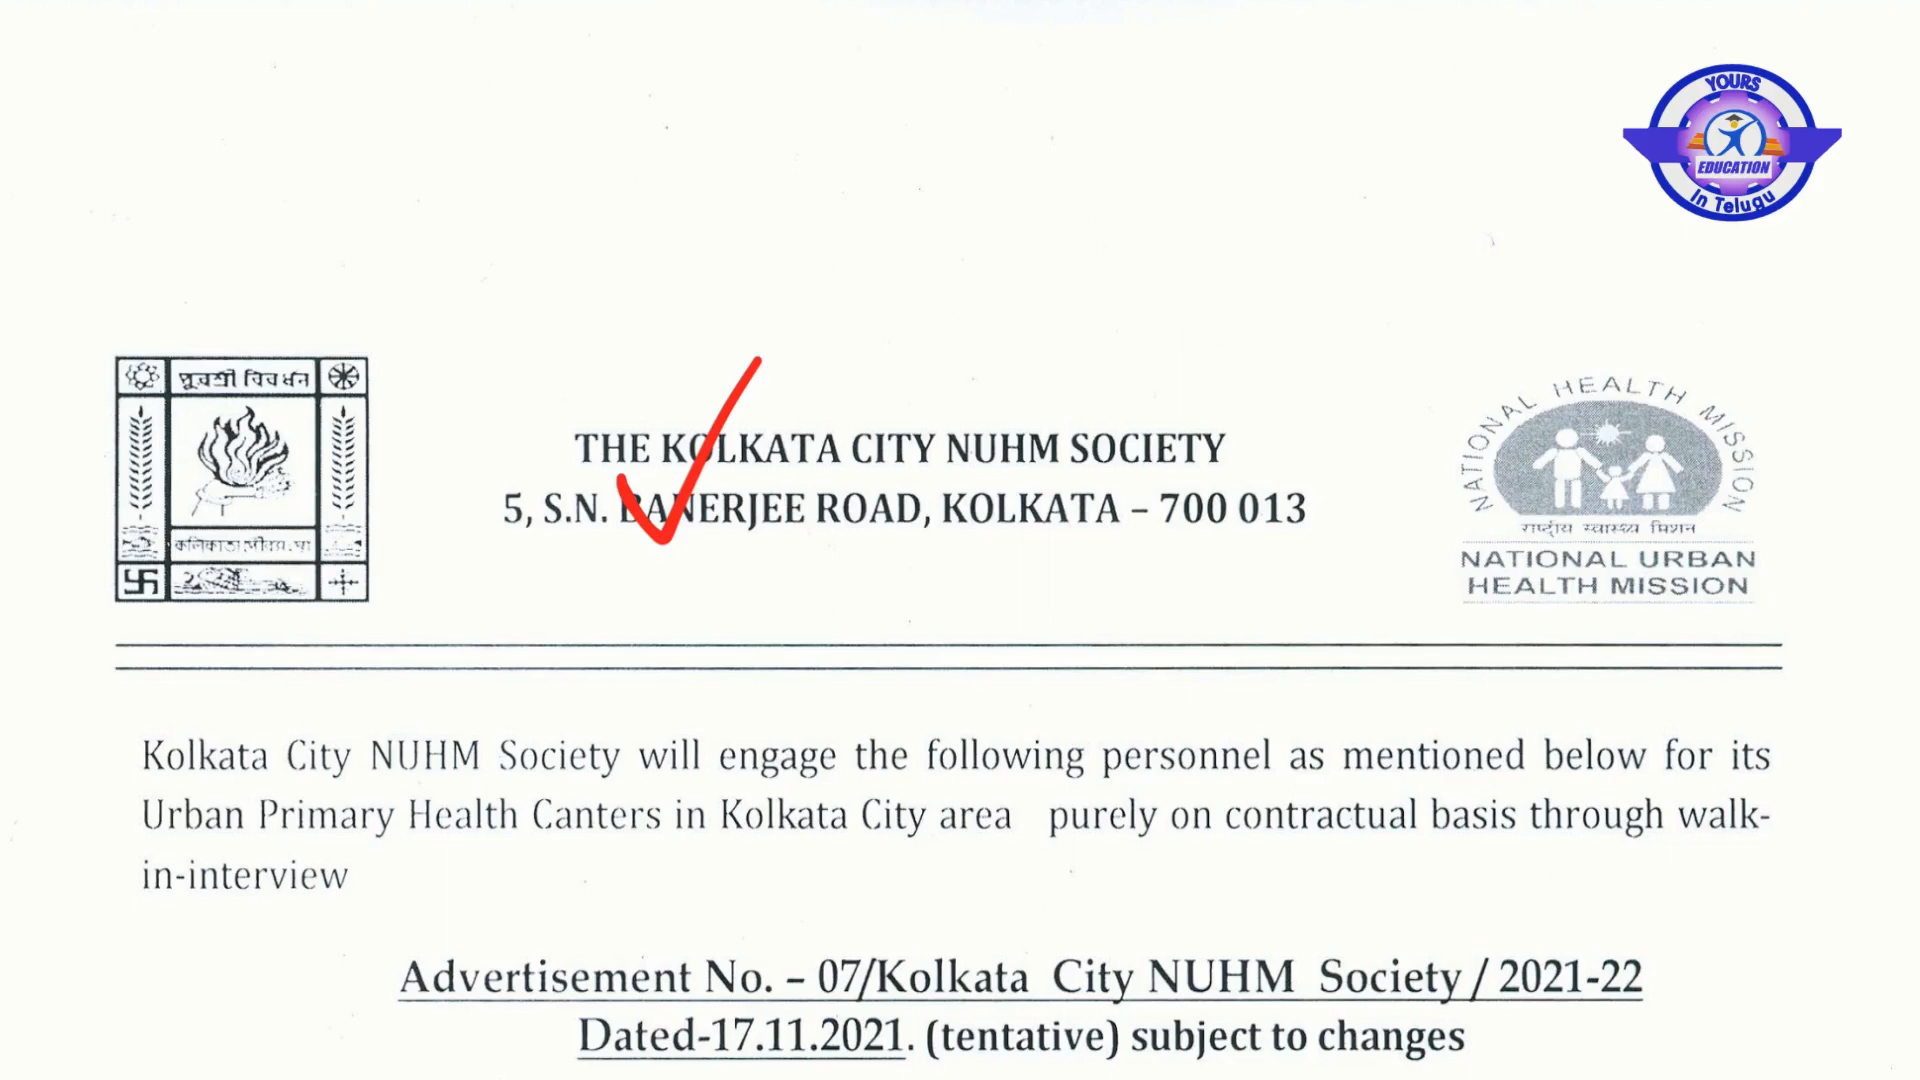 YOURS
EDUCATION
In Telugu
THE KOLKATA CITY NUHM SOCIETY
5, S.N. BANERJEE ROAD, KOLKATA – 700 013
NATIONAL HEALTH MISSION
राष्ट्रीय स्वास्थ्य मिशन
NATIONAL URBAN
HEALTH MISSION
Kolkata City NUHM Society will engage the following personnel as mentioned below for its
Urban Primary Health Canters in Kolkata City area purely on contractual basis through walk-
in-interview
Advertisement No. – 07/Kolkata City NUHM Society / 2021-22
Dated-17.11.2021. (tentative) subject to changes